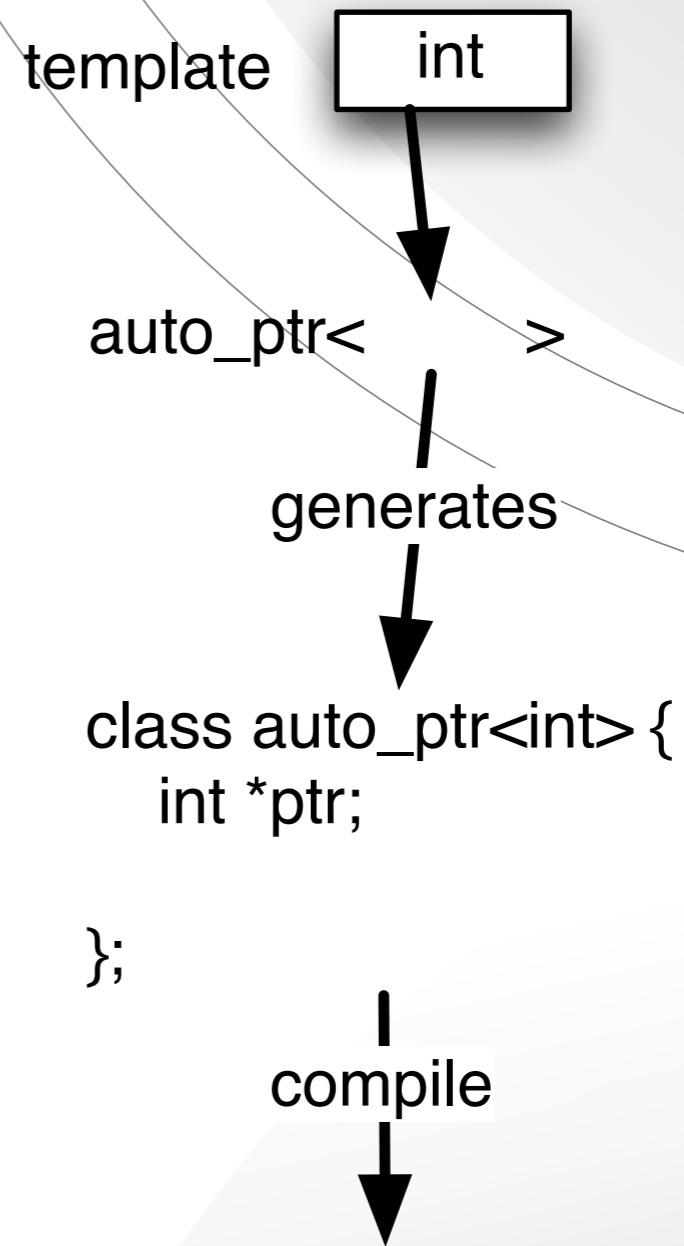 template int
auto_ptr< >
generates
class auto_ptr<int> {
int *ptr;
};
compile